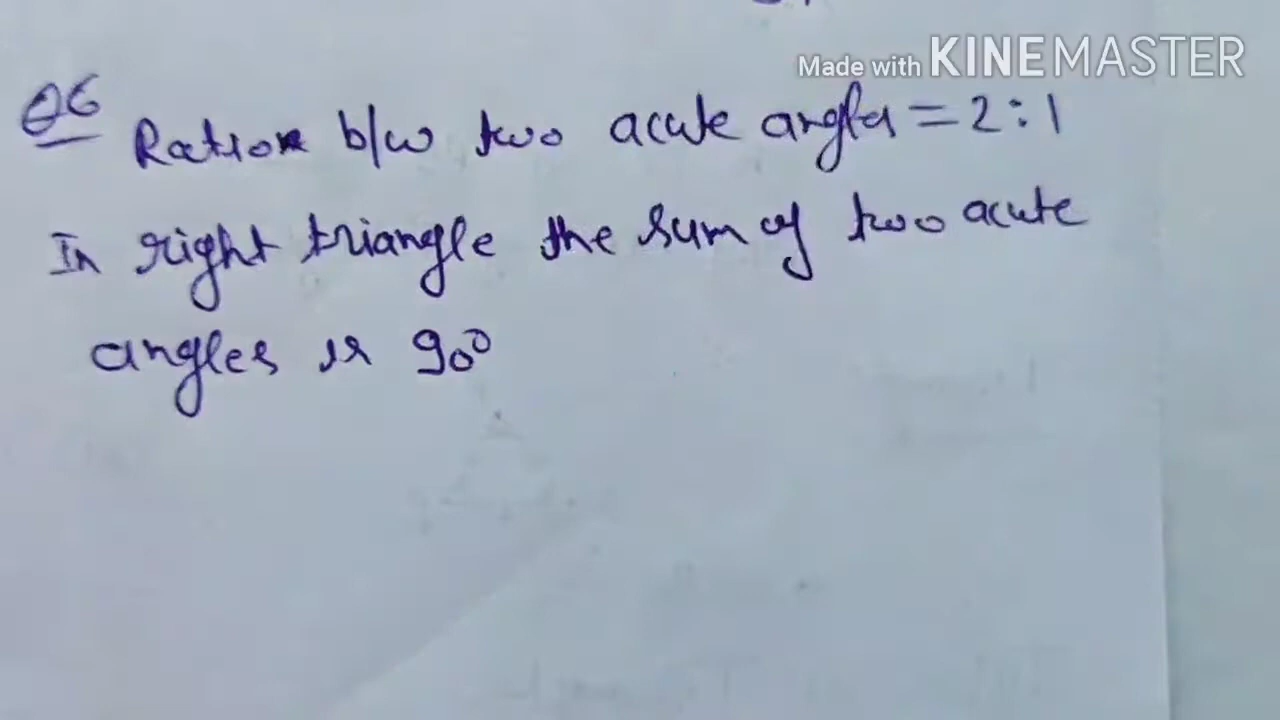 Made with KINEMASTER
Q6
Ratio b/w two acute angles = 2:1
In right triangle the sum of two acute
angles is 90°